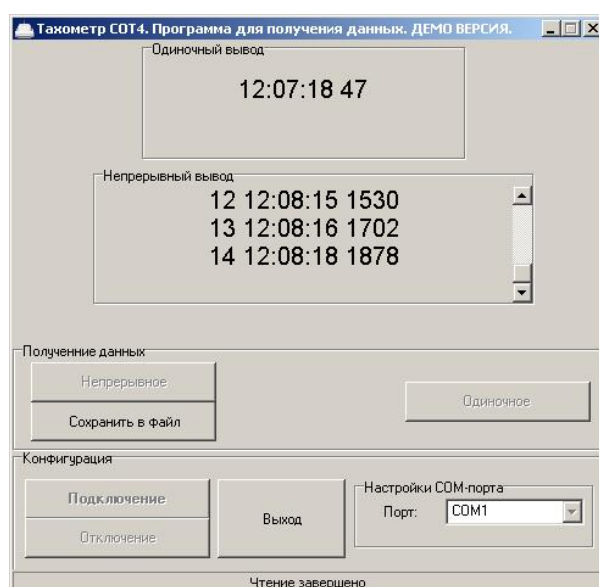 Тахометр СОТ4. Программа для получения данных. ДЕМО ВЕРСИЯ.
Одиночный вывод
12:07:18 47
Непрерывный вывод
12 12:08:15 1530
13 12:08:16 1702
14 12:08:18 1878
Полученние данных
Непрерывное
Одиночное
Сохранить в файл
Конфигурация
Подключение
Отключение
Выход
Настройки COM-порта
Порт: COM1
Чтение завершено